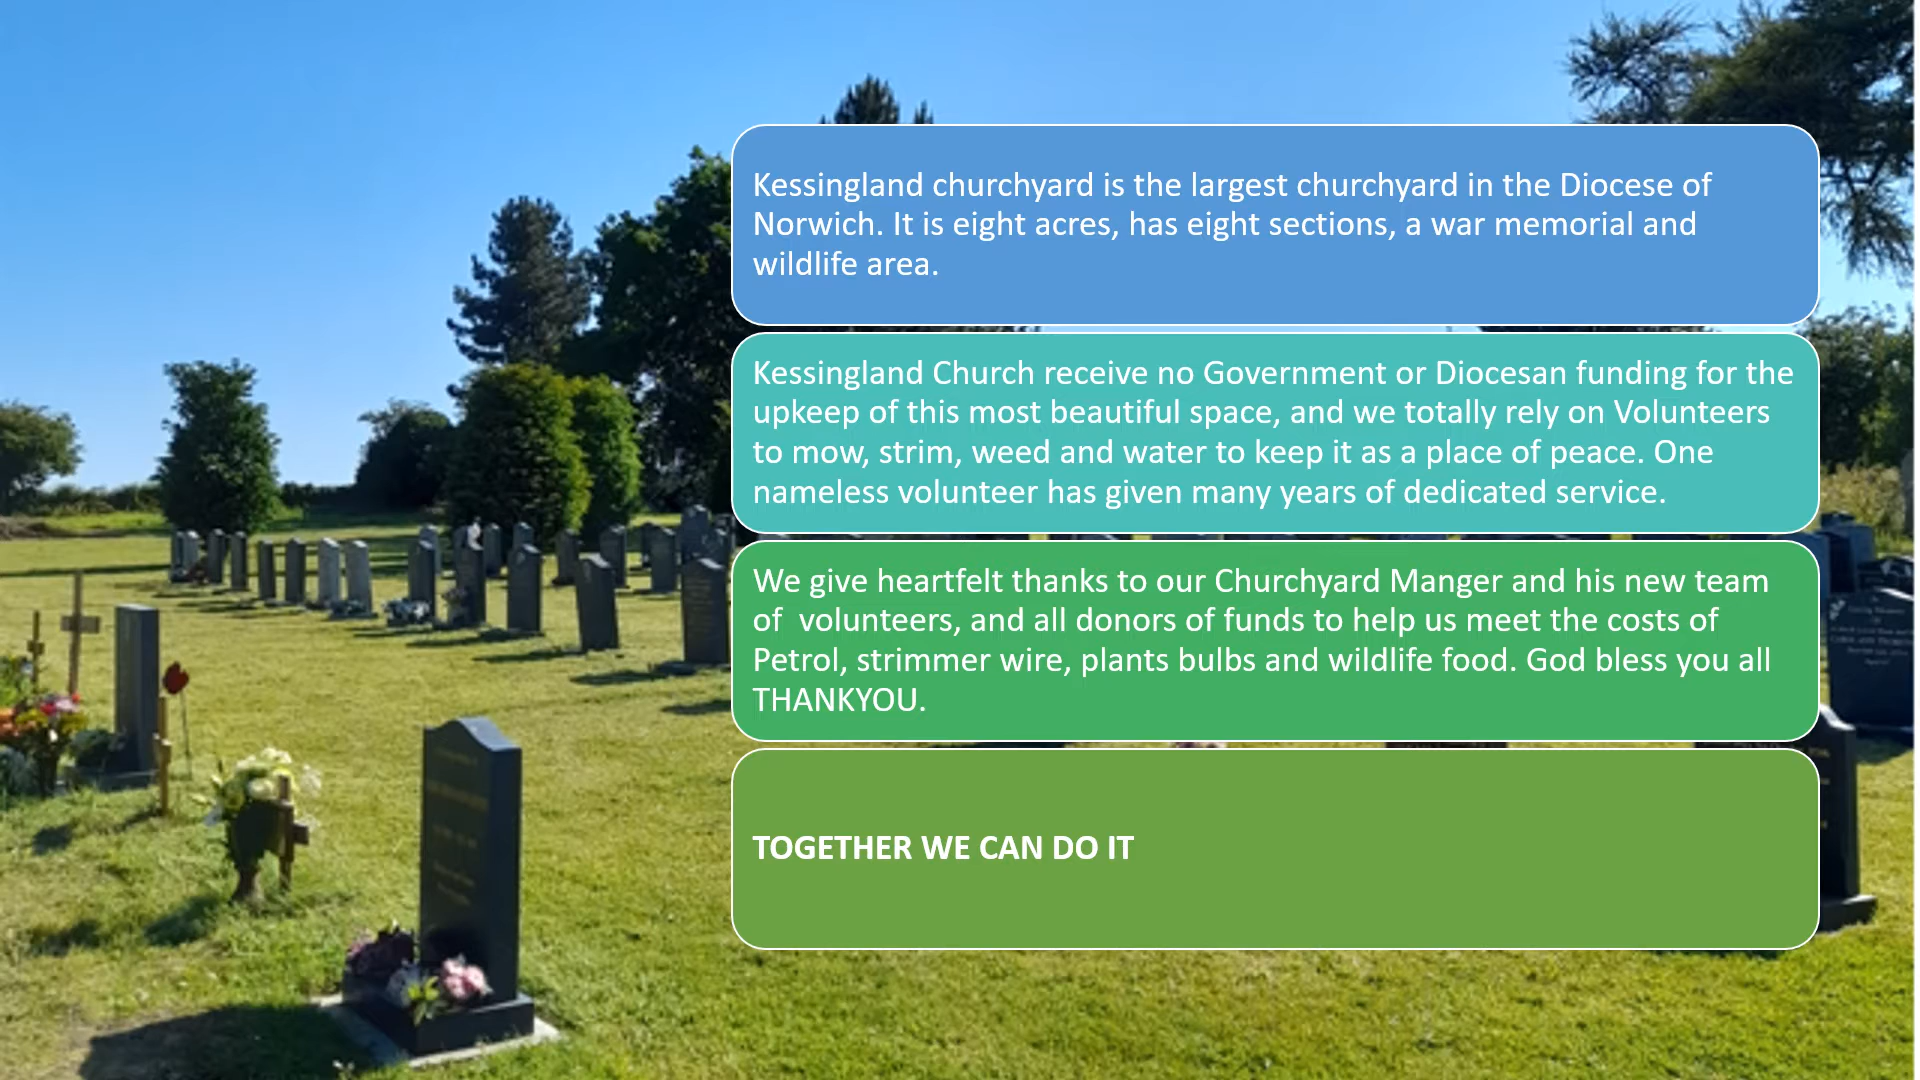 Kessingland churchyard is the largest churchyard in the Diocese of
Norwich. It is eight acres, has eight sections, a war memorial and
wildlife area.
Kessingland Church receive no Government or Diocesan funding for the
upkeep of this most beautiful space, and we totally rely on Volunteers
to mow, strim, weed and water to keep it as a place of peace. One
nameless volunteer has given many years of dedicated service.
We give heartfelt thanks to our Churchyard Manger and his new team
of  volunteers, and all donors of funds to help us meet the costs of
Petrol, strimmer wire, plants bulbs and wildlife food. God bless you all
THANKYOU.
TOGETHER WE CAN DO IT